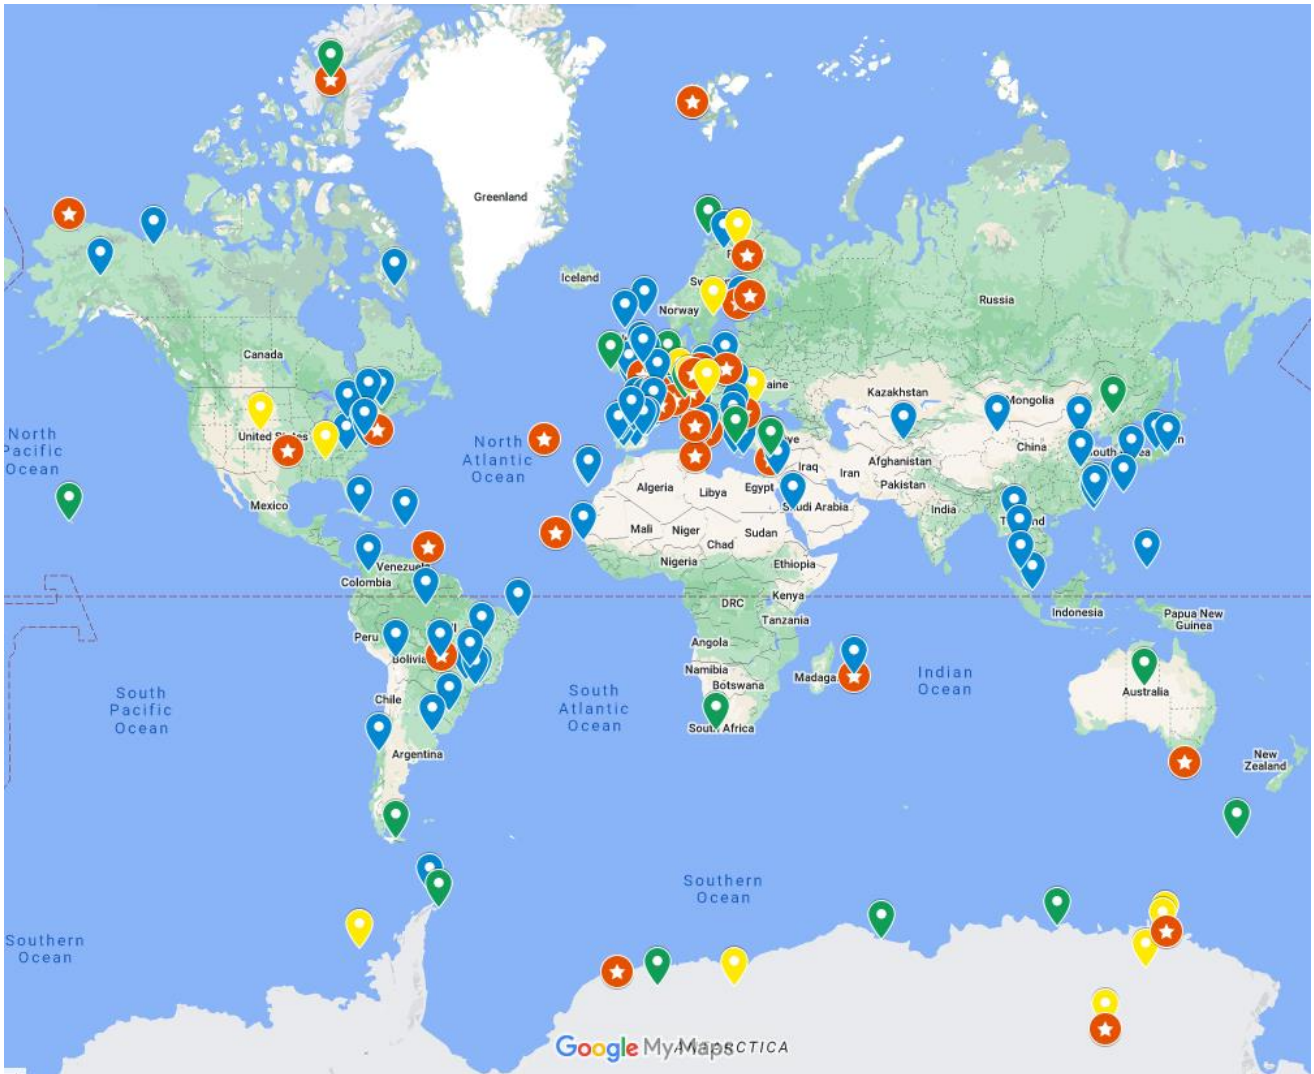 Greenland
Iceland
Norway
Russia
Canada
Kazakhstan
Mongolia
North
Pacific
Ocean
North
Atlantic
Ocean
Iraq
Iran
Afghanistan
China
Pakistan
Mexico
Algeria
Libya
Egypt
India
Mali
Niger
Chad
Sudan
Nigeria
Ethiopia
Colombia
DRC
Kenya
Tanzania
Indonesia
Papua New
Guinea
Peru
Angola
Namibia
Botswana
Indian
Ocean
South
Pacific
Ocean
South
Atlantic
Ocean
Chile
Australia
South Africa
Argentina
New
Zealand
Southern
Ocean
Southern
Ocean
Google My Maps
ANTARCTICA